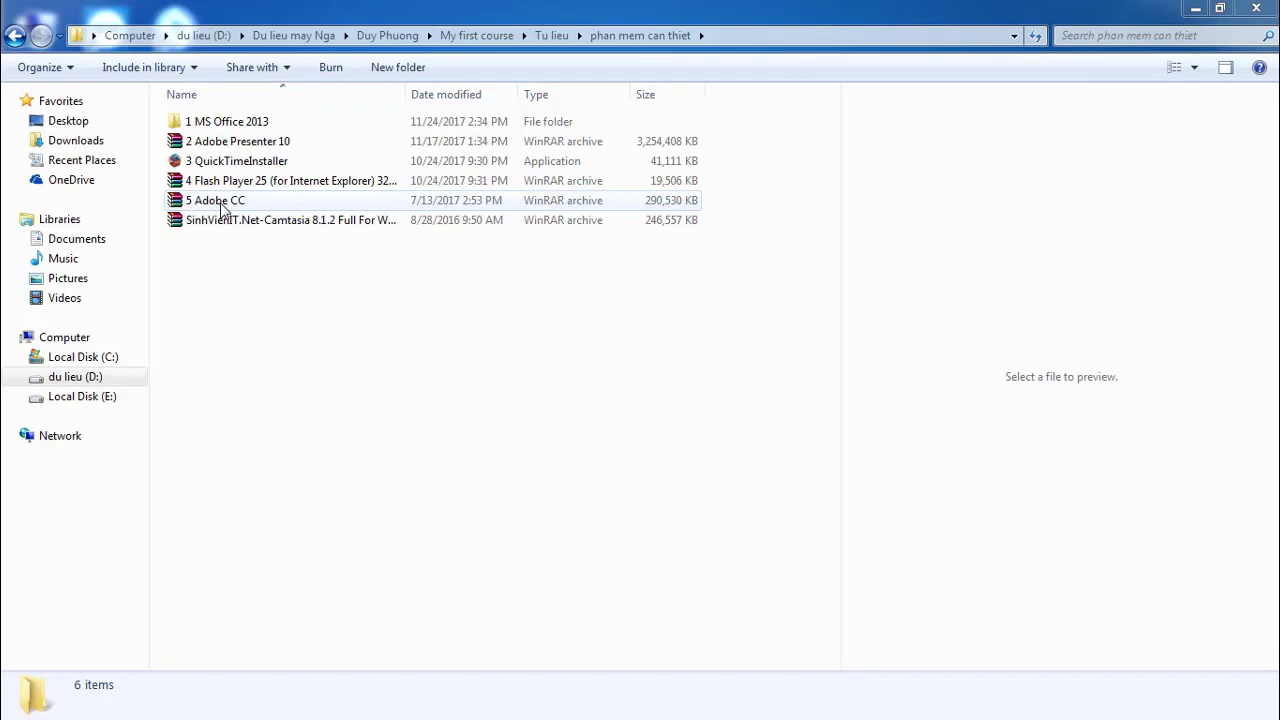 Computer du lieu (D:) Du lieu may Nga Duy Phuong My first course Tu lieu phan mem can thiet Search phan mem can thiet
Organize Include in library Share with Burn New folder
Name Date modified Type Size
Favorites
Desktop
Downloads
Recent Places
OneDrive
Libraries
Documents
Music
Pictures
Videos
Computer
Local Disk (C:)
du lieu (D:)
Local Disk (E:)
Network
1 MS Office 2013 11/24/2017 2:34 PM File folder
2 Adobe Presenter 10 11/17/2017 1:34 PM WinRAR archive 3,254,408 KB
3 QuickTimeInstaller 10/24/2017 9:30 PM Application 41,111 KB
4 Flash Player 25 (for Internet Explorer) 32... 10/24/2017 9:31 PM WinRAR archive 19,506 KB
5 Adobe CC 7/13/2017 2:53 PM WinRAR archive 290,530 KB
SinhVienIT.Net-Camtasia 8.1.2 Full For W... 8/28/2016 9:50 AM WinRAR archive 246,557 KB
Select a file to preview.
6 items